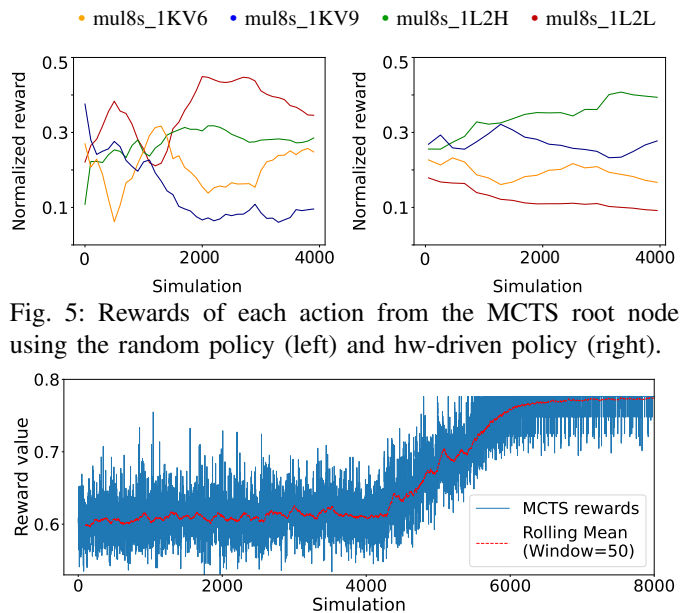 mul8s_1KV6 mul8s_1KV9 mul8s_1L2H mul8s_1L2L
0.5
0.3
0.1
Normalized reward
0 2000 4000
Simulation
0.5
0.3
0.1
Normalized reward
0 2000 4000
Simulation
Fig. 5: Rewards of each action from the MCTS root node
using the random policy (left) and hw-driven policy (right).
0.8
0.7
0.6
Reward value
MCTS rewards
Rolling Mean
(Window=50)
0 2000 4000 6000 8000
Simulation